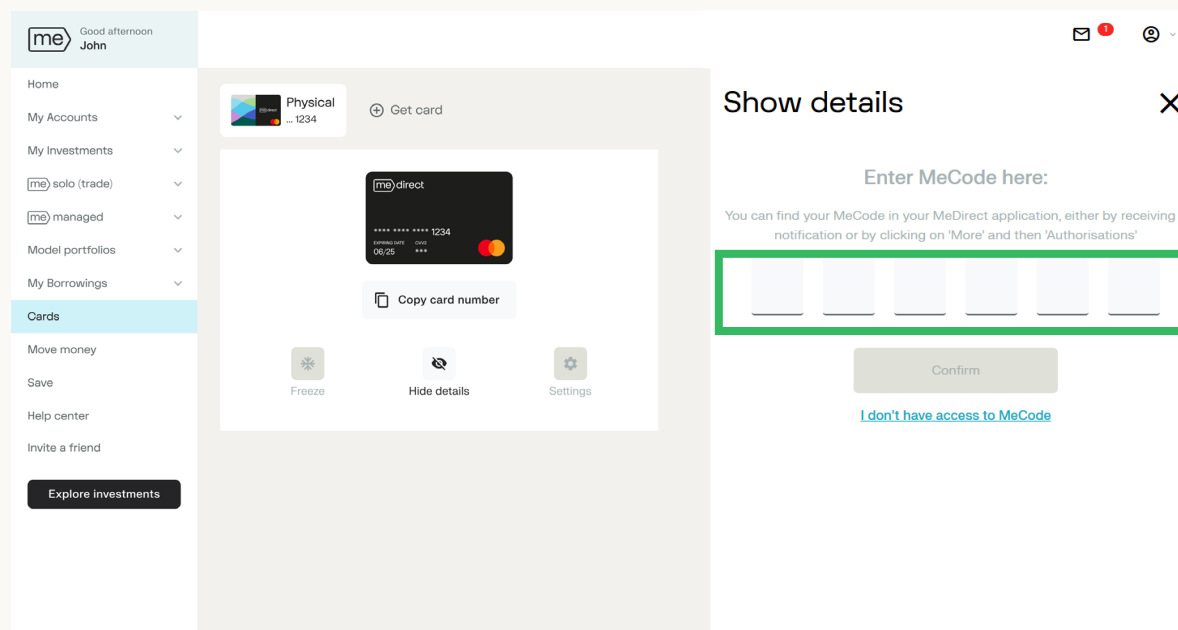 me
Good afternoon
John
1
Home
My Accounts
My Investments
me solo (trade)
me managed
Model portfolios
My Borrowings
Cards
Move money
Save
Help center
Invite a friend
Explore investments
Physical
... 1234
Get card
me direct
**** **** **** 1234
EXPIRING DATE CVV2
06/25 ***
Copy card number
Freeze
Hide details
Settings
Show details
Enter MeCode here:
You can find your MeCode in your MeDirect application, either by receiving
notification or by clicking on 'More' and then 'Authorisations'
Confirm
I don't have access to MeCode